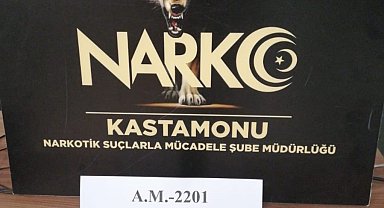 NARKO
KASTAMONU
NARKOTİK SUÇLARLA MÜCADELE ŞUBE MÜDÜRLÜĞÜ
A.M.-2201